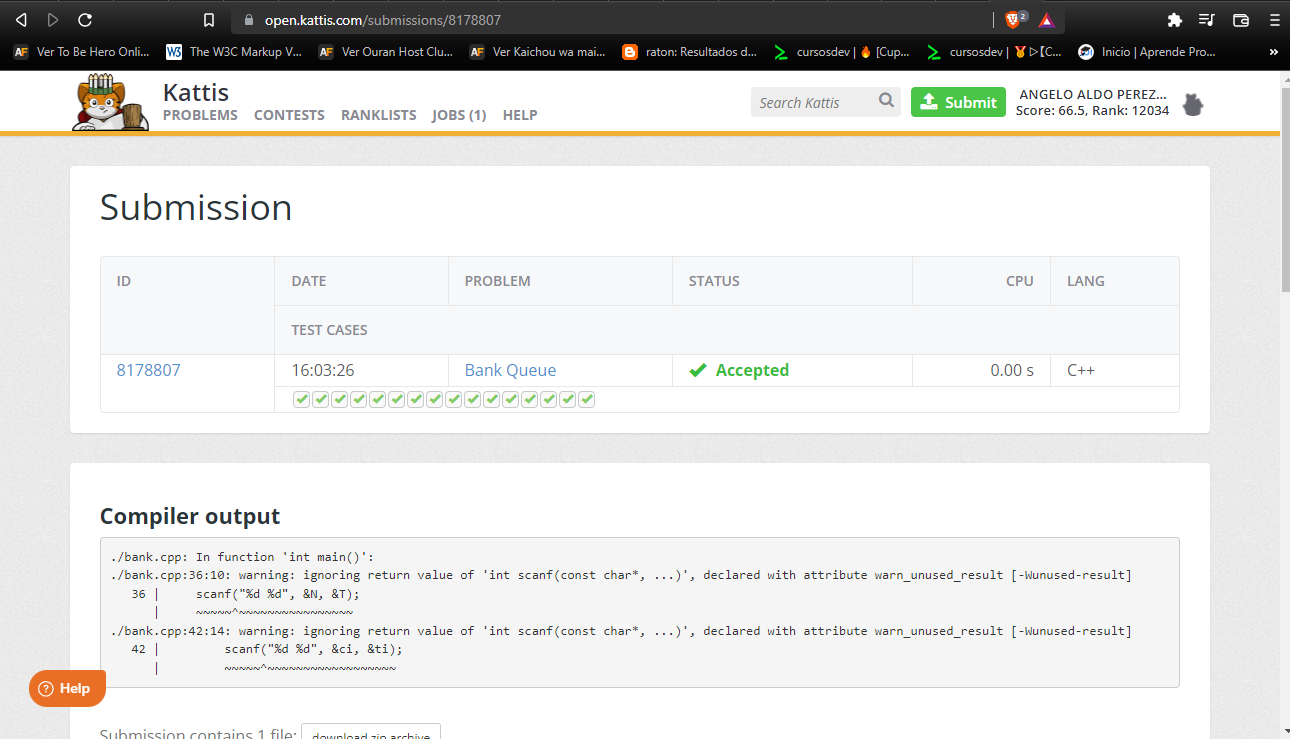 open.kattis.com/submissions/8178807
2
AF Ver To Be Hero Onli...
W3 The W3C Markup V...
AF Ver Ouran Host Clu...
AF Ver Kaichou wa mai...
raton: Resultados d...
cursosdev | 🔥 [Cup...
cursosdev | 🏅▷【C...
Inicio | Aprende Pro...
»
Kattis
PROBLEMS CONTESTS RANKLISTS JOBS (1) HELP
Search Kattis
Submit
ANGELO ALDO PEREZ...
Score: 66.5, Rank: 12034
Submission
ID DATE PROBLEM STATUS CPU LANG
TEST CASES
8178807 16:03:26 Bank Queue Accepted 0.00 s C++
Compiler output
./bank.cpp: In function 'int main()':
./bank.cpp:36:10: warning: ignoring return value of 'int scanf(const char*, ...)', declared with attribute warn_unused_result [-Wunused-result]
36 | scanf("%d %d", &N, &T);
| ~~~~~^~~~~~~~~~~~~~~~~
./bank.cpp:42:14: warning: ignoring return value of 'int scanf(const char*, ...)', declared with attribute warn_unused_result [-Wunused-result]
42 | scanf("%d %d", &ci, &ti);
| ~~~~~^~~~~~~~~~~~~~~~~~~
Help
Submission contains 1 file: download zip archive